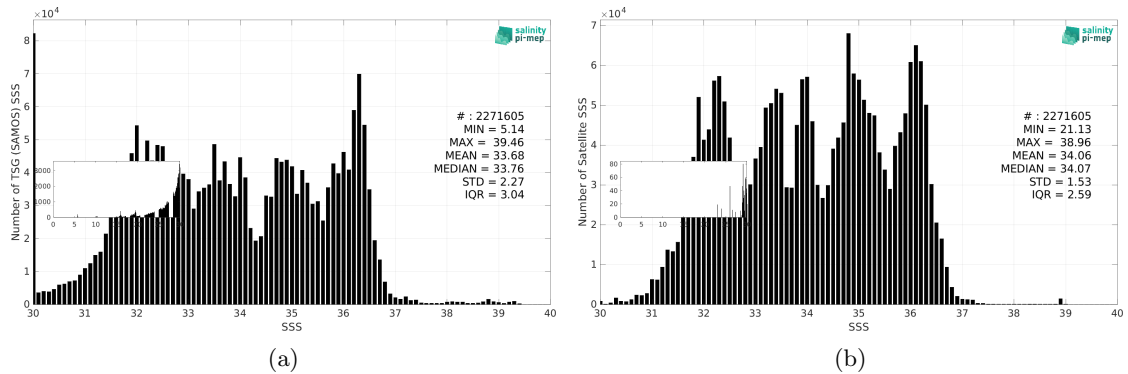 ×10⁴
8
7
6
5
4
3
2
1
0
30
31
32
33
34
35
36
37
38
39
40
SSS
Number of TSG (SAMOS) SSS
salinity
pi-mep
# : 2271605
MIN = 5.14
MAX = 39.46
MEAN = 33.68
MEDIAN = 33.76
STD = 2.27
IQR = 3.04
3000
2000
1000
0
0
5
10
(a)
×10⁴
7
6
5
4
3
2
1
0
30
31
32
33
34
35
36
37
38
39
40
SSS
Number of Satellite SSS
salinity
pi-mep
# : 2271605
MIN = 21.13
MAX = 38.96
MEAN = 34.06
MEDIAN = 34.07
STD = 1.53
IQR = 2.59
80
60
40
20
0
0
5
10
15
(b)